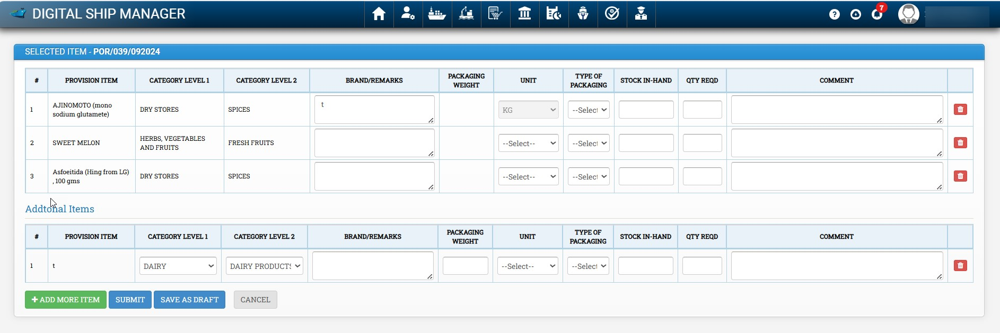 DIGITAL SHIP MANAGER
7
SELECTED ITEM - POR/039/092024
# PROVISION ITEM CATEGORY LEVEL 1 CATEGORY LEVEL 2 BRAND/REMARKS PACKAGING WEIGHT UNIT TYPE OF PACKAGING STOCK IN-HAND QTY REQD COMMENT
1 AJINOMOTO (mono sodium glutamete) DRY STORES SPICES t KG --Select
2 SWEET MELON HERBS, VEGETABLES AND FRUITS FRESH FRUITS --Select-- --Select
3 Asfoeitida (Hing from LG) , 100 gms DRY STORES SPICES --Select-- --Select
Addtonal Items
# PROVISION ITEM CATEGORY LEVEL 1 CATEGORY LEVEL 2 BRAND/REMARKS PACKAGING WEIGHT UNIT TYPE OF PACKAGING STOCK IN-HAND QTY REQD COMMENT
1 t DAIRY DAIRY PRODUCTS --Select-- --Select
ADD MORE ITEM SUBMIT SAVE AS DRAFT CANCEL